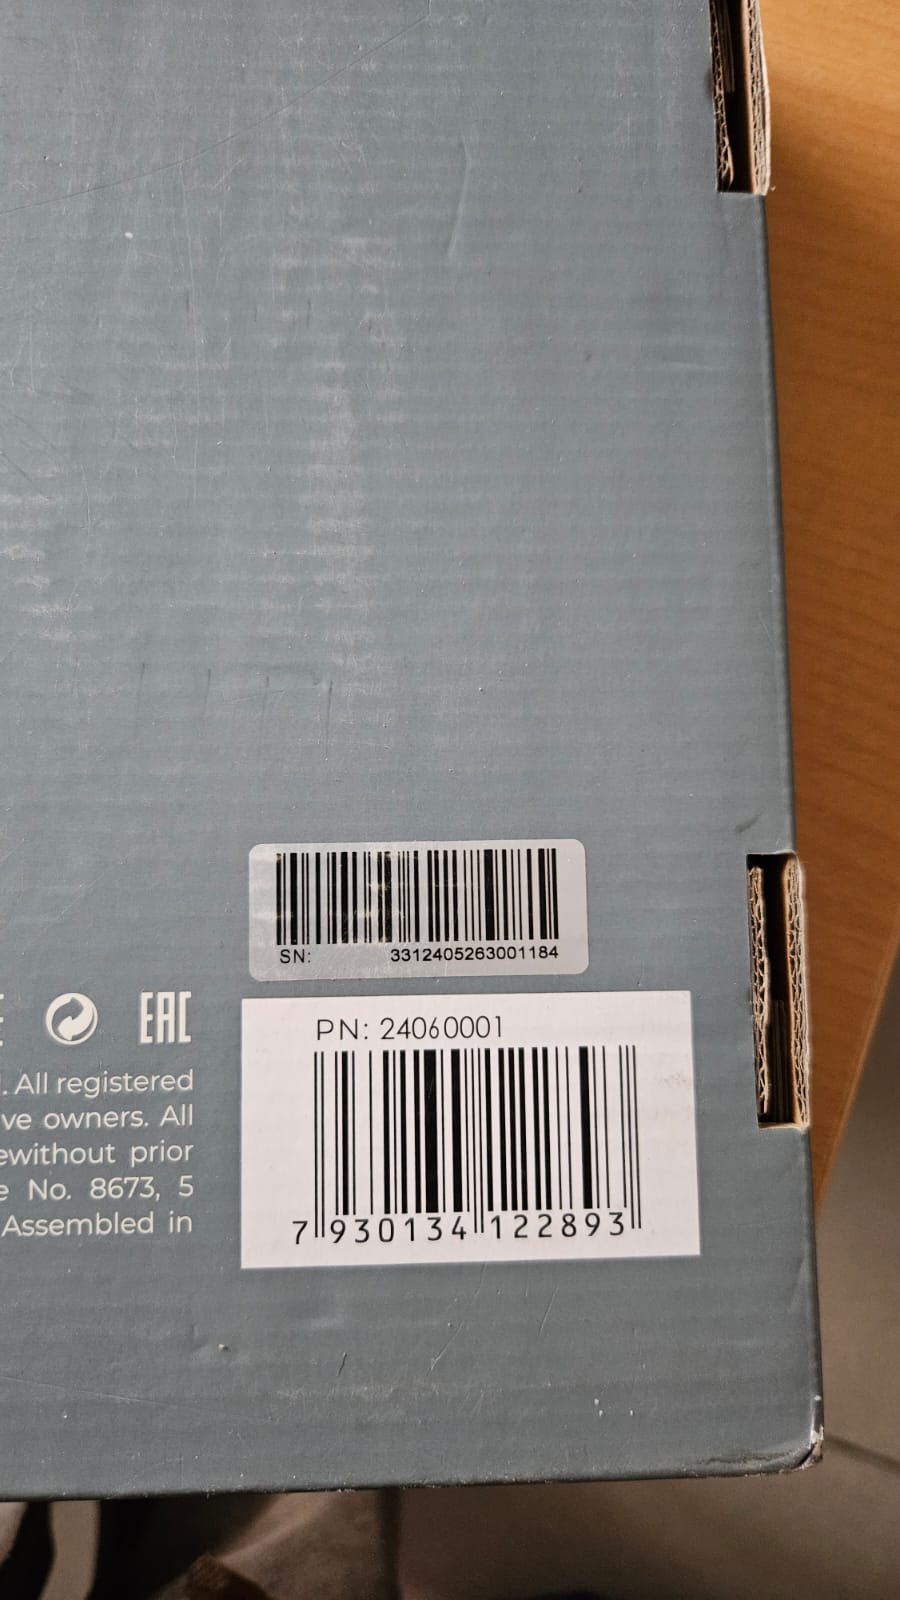 SN: 3312405263001184
PN: 24060001
7 930134 122893
EAC
. All registered
ve owners. All
ewithout prior
e No. 8673, 5
Assembled in